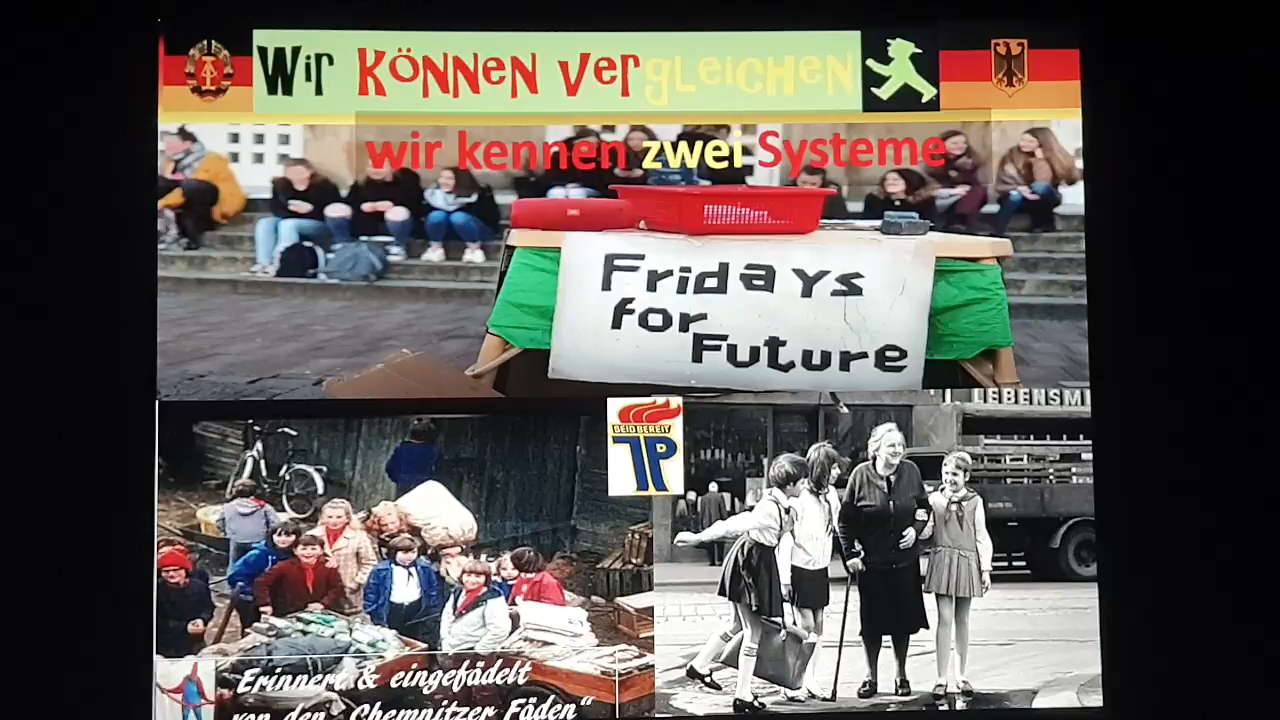 Wir können vergleichen
wir kennen zwei Systeme
Fridays
for
Future
LEBENSM
SEID BEREIT
JP
Erinnert & eingefädelt
von den „Chemnitzer Fäden“